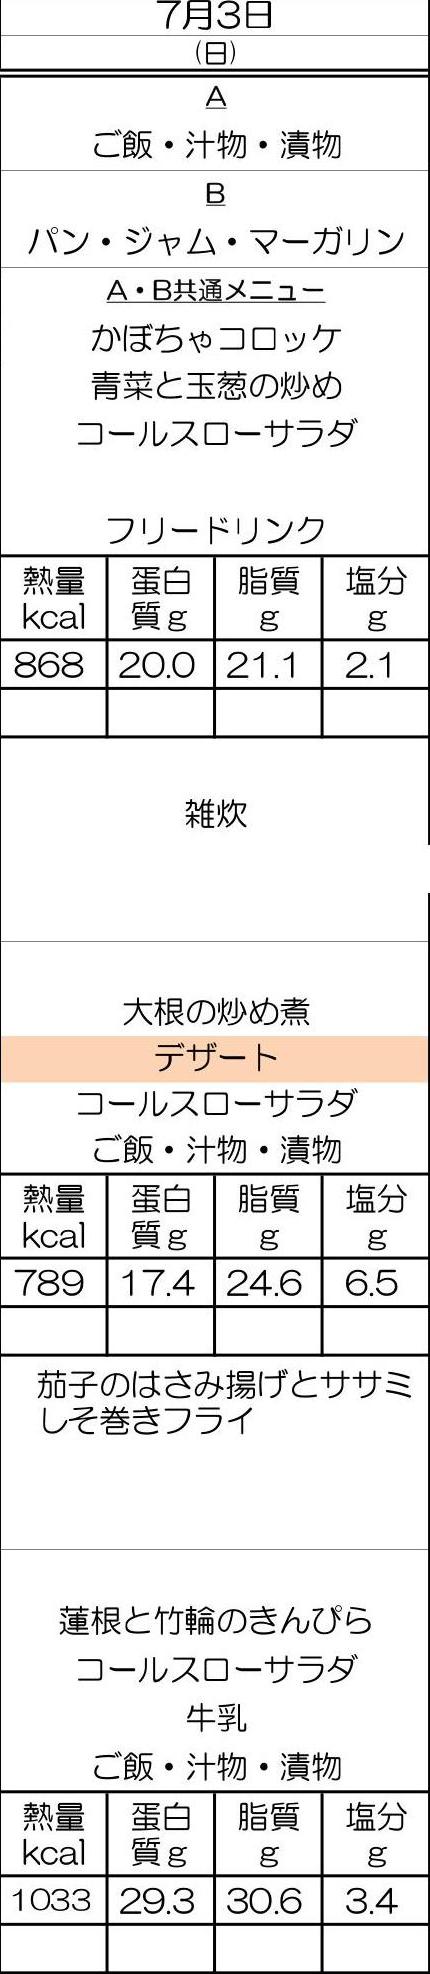 7月3日
(日)
A
ご飯・汁物・漬物
B
パン・ジャム・マーガリン
A・B共通メニュー
かぼちゃコロッケ
青菜と玉葱の炒め
コールスローサラダ
フリードリンク
熱量 蛋白 脂質 塩分
kcal 質g g g
868 20.0 21.1 2.1
雑炊
大根の炒め煮
デザート
コールスローサラダ
ご飯・汁物・漬物
熱量 蛋白 脂質 塩分
kcal 質g g g
789 17.4 24.6 6.5
茄子のはさみ揚げとササミ
しそ巻きフライ
蓮根と竹輪のきんぴら
コールスローサラダ
牛乳
ご飯・汁物・漬物
熱量 蛋白 脂質 塩分
kcal 質g g g
1033 29.3 30.6 3.4